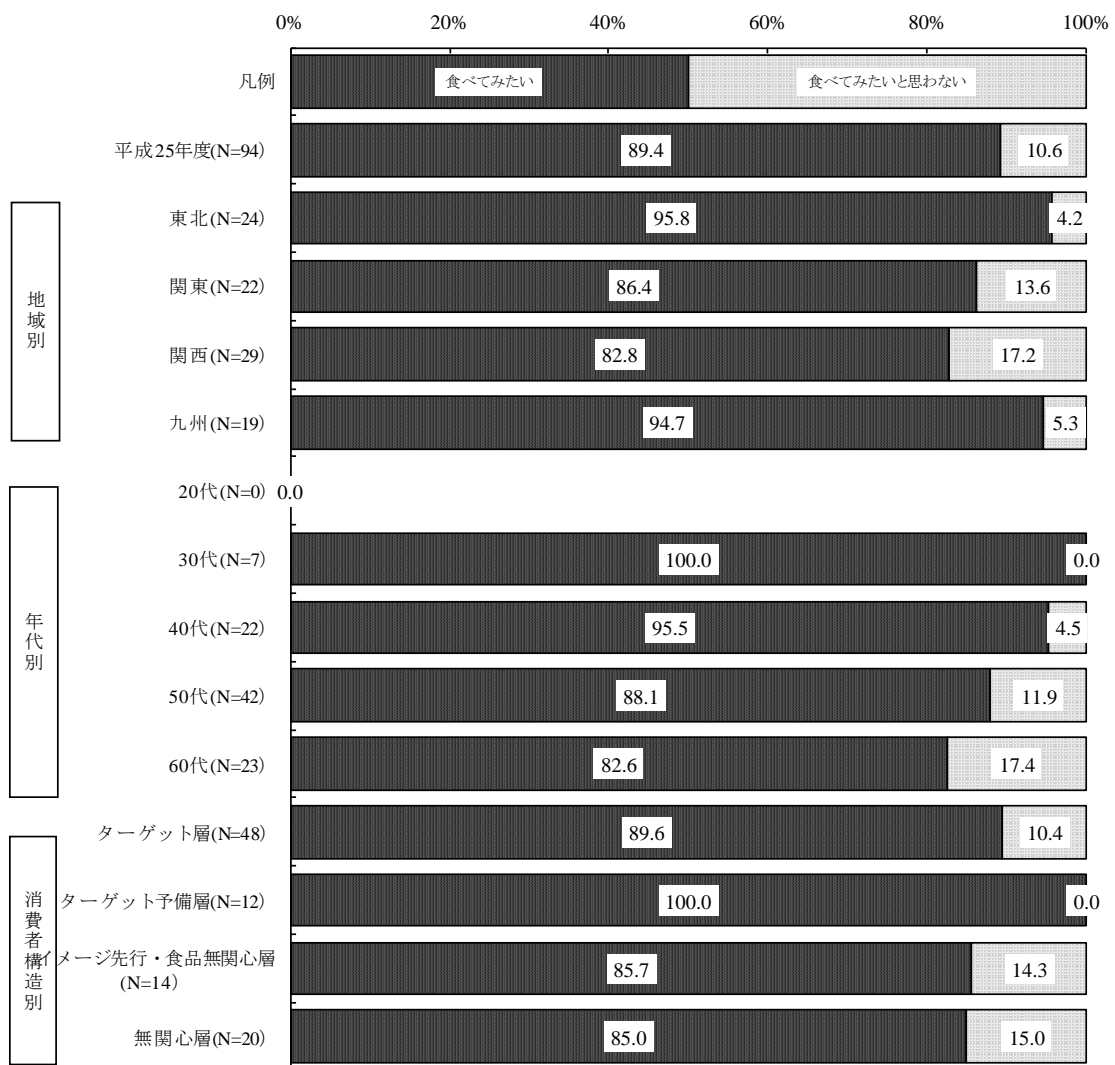 0% 20% 40% 60% 80% 100%
凡例 食べてみたい 食べてみたいと思わない
平成25年度(N=94) 89.4 10.6
地域別
東北(N=24) 95.8 4.2
関東(N=22) 86.4 13.6
関西(N=29) 82.8 17.2
九州(N=19) 94.7 5.3
年代別
20代(N=0) 0.0
30代(N=7) 100.0 0.0
40代(N=22) 95.5 4.5
50代(N=42) 88.1 11.9
60代(N=23) 82.6 17.4
消費者構造別
ターゲット層(N=48) 89.6 10.4
ターゲット予備層(N=12) 100.0 0.0
イメージ先行・食品無関心層
(N=14) 85.7 14.3
無関心層(N=20) 85.0 15.0